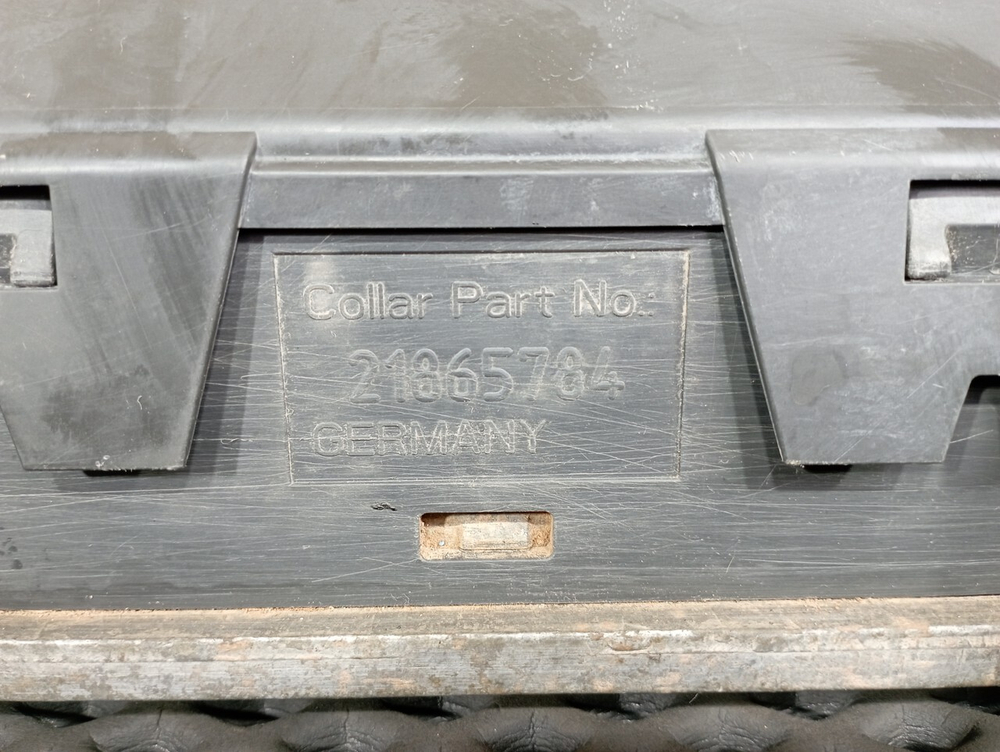 Collar Part No.:
21865784
GERMANY